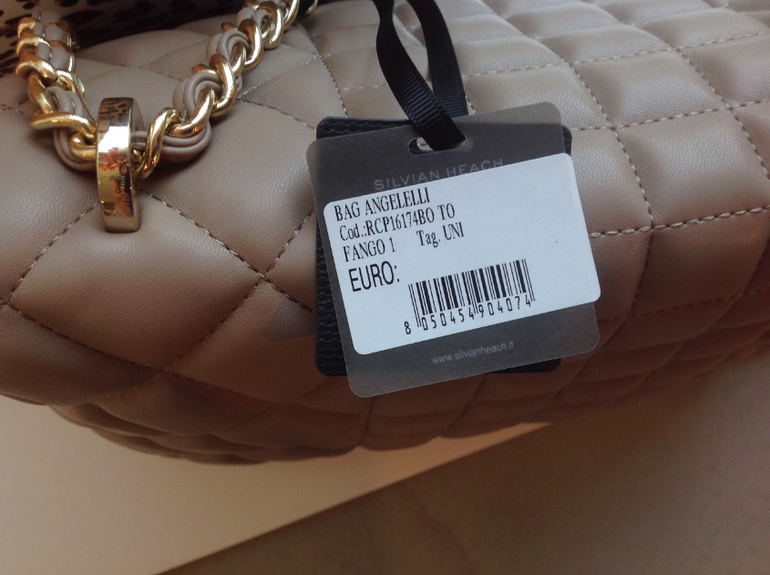 SILVIAN HEACH
BAG ANGELELLI
Cod.:RCP16174BO TO
FANGO 1 Tag. UNI
EURO:
8 050454 904074
www.silvianheach.it